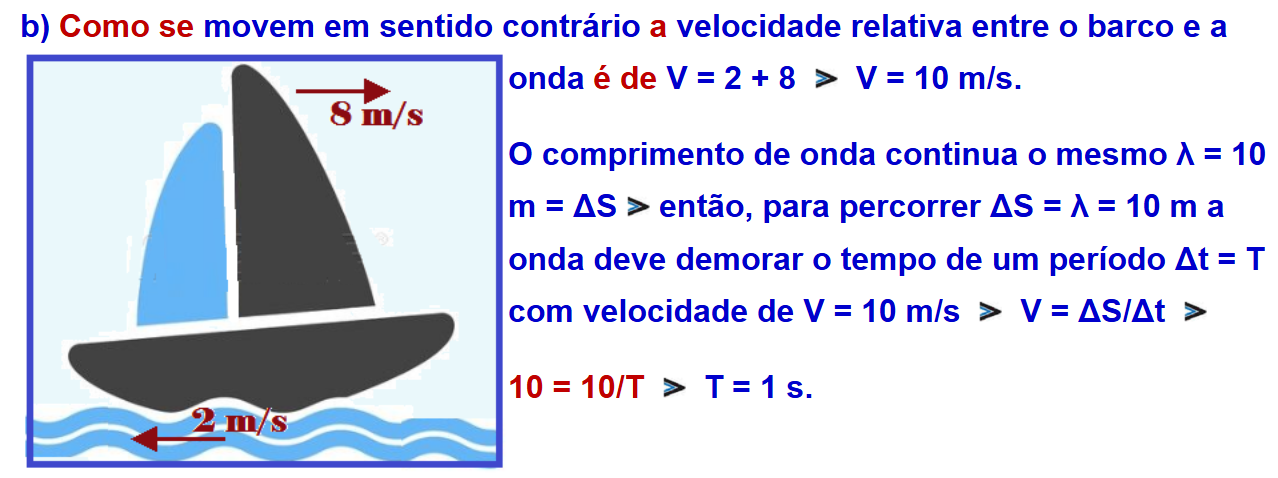 b) Como se movem em sentido contrário a velocidade relativa entre o barco e a
onda é de V = 2 + 8 ⪢ V = 10 m/s.
8 m/s
O comprimento de onda continua o mesmo λ = 10
m = ΔS ⪢ então, para percorrer ΔS = λ = 10 m a
onda deve demorar o tempo de um período Δt = T
com velocidade de V = 10 m/s ⪢ V = ΔS/Δt ⪢
10 = 10/T ⪢ T = 1 s.
2 m/s